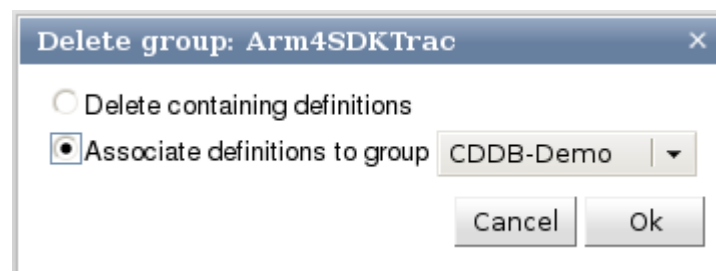 Delete group: Arm4SDKTrac
Delete containing definitions
Associate definitions to group CDDB-Demo
Cancel Ok